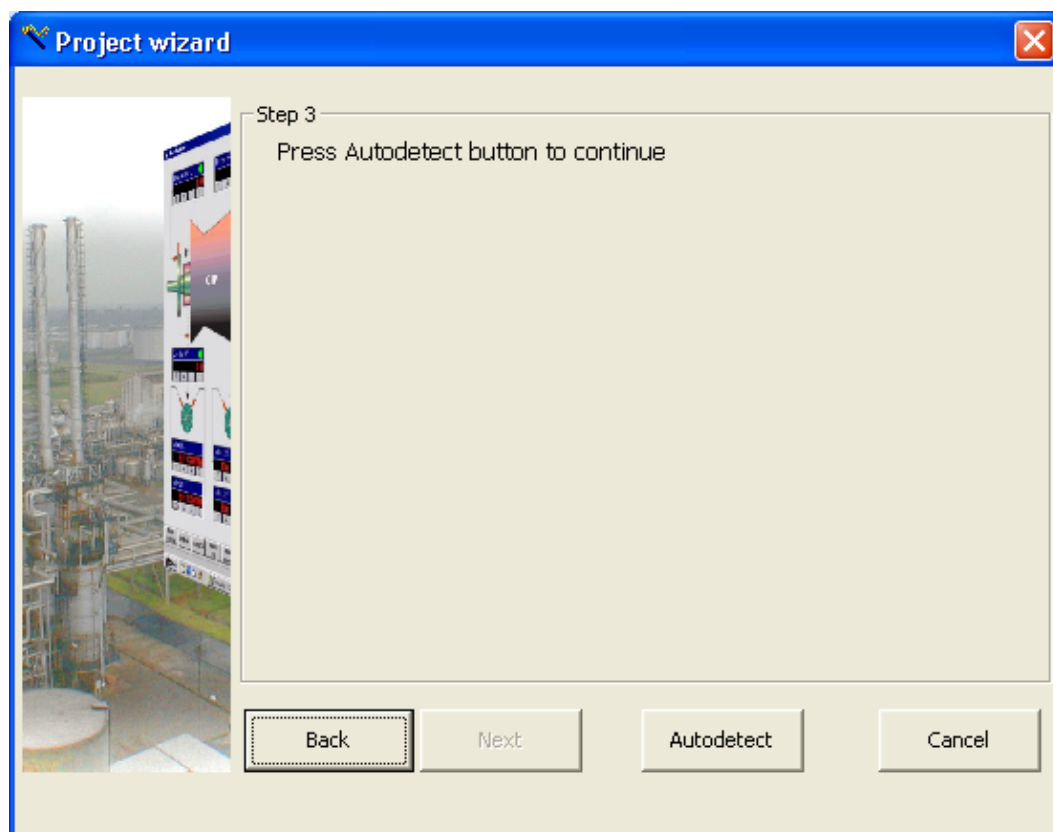 Project wizard
Step 3
Press Autodetect button to continue
Back
Next
Autodetect
Cancel